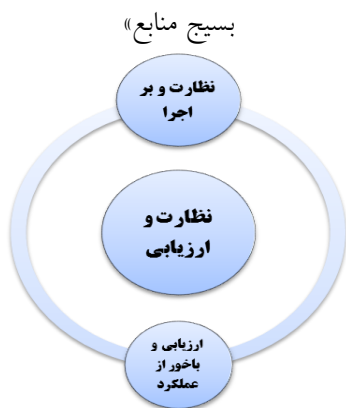 بسیج منابع»
نظارت و بر
اجرا
نظارت و
ارزیابی
ارزیابی و
باخور از
عملکرد